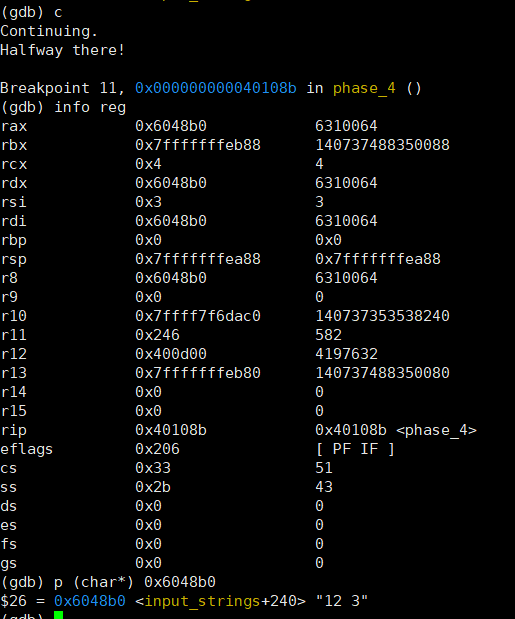 (gdb) c
Continuing.
Halfway there!
Breakpoint 11, 0x000000000040108b in phase_4 ()
(gdb) info reg
rax 0x6048b0 6310064
rbx 0x7fffffffeb88 140737488350088
rcx 0x4 4
rdx 0x6048b0 6310064
rsi 0x3 3
rdi 0x6048b0 6310064
rbp 0x0 0x0
rsp 0x7fffffffea88 0x7fffffffea88
r8 0x6048b0 6310064
r9 0x0 0
r10 0x7ffff7f6dac0 140737353538240
r11 0x246 582
r12 0x400d00 4197632
r13 0x7fffffffeb80 140737488350080
r14 0x0 0
r15 0x0 0
rip 0x40108b 0x40108b <phase_4>
eflags 0x206 [ PF IF ]
cs 0x33 51
ss 0x2b 43
ds 0x0 0
es 0x0 0
fs 0x0 0
gs 0x0 0
(gdb) p (char*) 0x6048b0
$26 = 0x6048b0 <input_strings+240> "12 3"